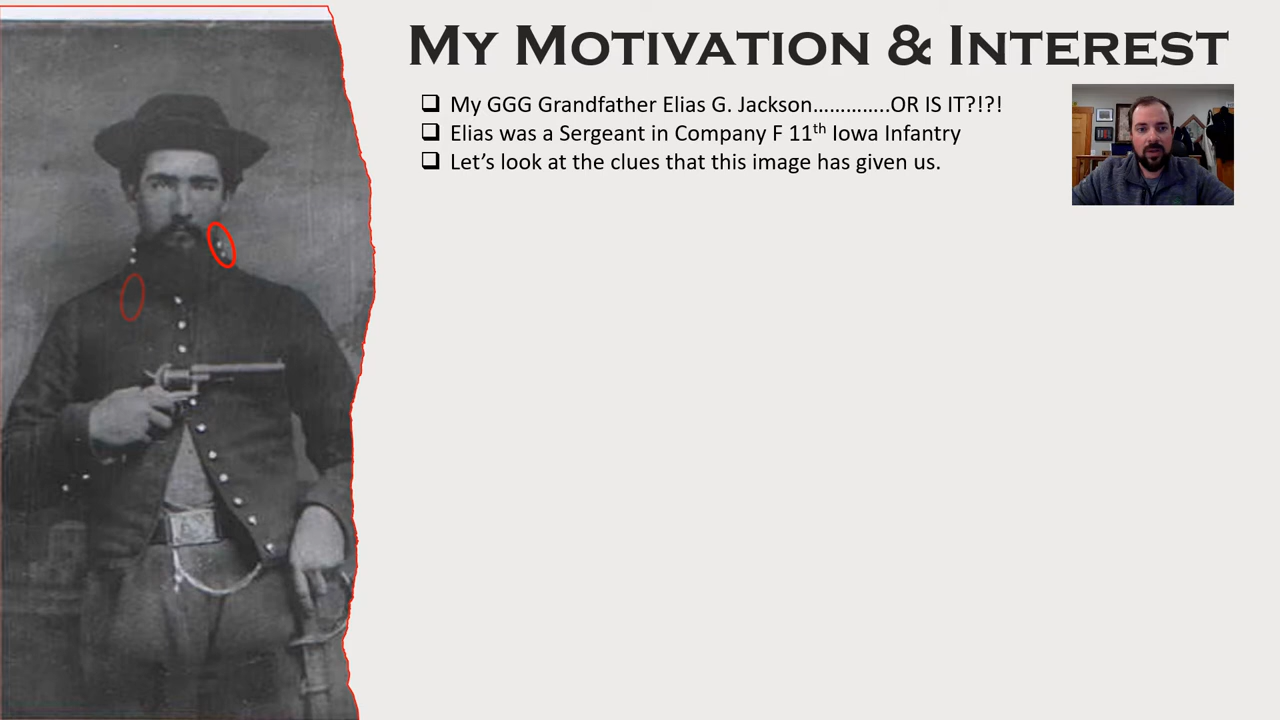 My Motivation & Interest
My GGG Grandfather Elias G. Jackson…………..OR IS IT?!?!
Elias was a Sergeant in Company F 11th Iowa Infantry
Let’s look at the clues that this image has given us.